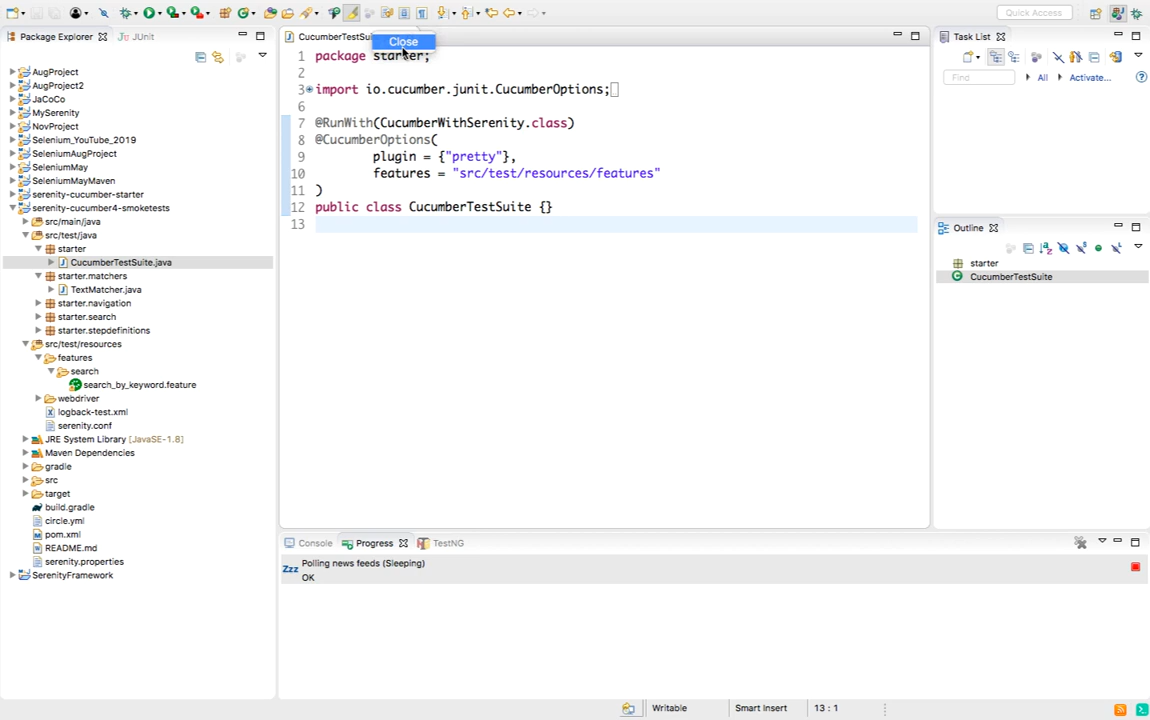 Quick Access
Package Explorer
JUnit
AugProject
AugProject2
JaCoCo
MySerenity
NovProject
Selenium_YouTube_2019
SeleniumAugProject
SeleniumMay
SeleniumMayMaven
serenity-cucumber-starter
serenity-cucumber4-smoketests
src/main/java
src/test/java
starter
CucumberTestSuite.java
starter.matchers
TextMatcher.java
starter.navigation
starter.search
starter.stepdefinitions
src/test/resources
features
search
search_by_keyword.feature
webdriver
logback-test.xml
serenity.conf
JRE System Library [JavaSE-1.8]
Maven Dependencies
gradle
src
target
build.gradle
circle.yml
pom.xml
README.md
serenity.properties
SerenityFramework
Close
1 package starter;
2
3 import io.cucumber.junit.CucumberOptions;
6
7 @RunWith(CucumberWithSerenity.class)
8 @CucumberOptions(
9 plugin = {"pretty"},
10 features = "src/test/resources/features"
11 )
12 public class CucumberTestSuite {}
13
Console
Progress
TestNG
Polling news feeds (Sleeping)
OK
Task List
Find
All
Activate...
Outline
starter
CucumberTestSuite
Writable
Smart Insert
13 : 1